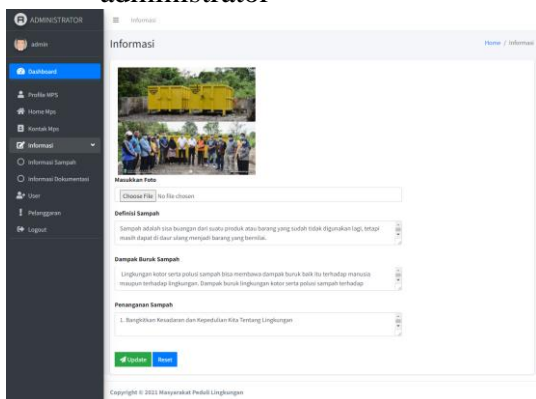 administrator
ADMINISTRATOR
Informasi
admin
Informasi
Home / Informasi
Dashboard
Profile MPS
Home Mps
Kontak Mps
Informasi
Informasi Sampah
Informasi Dokumentasi
User
Pelanggaran
Logout
Masukkan Foto
Choose File No file chosen
Definisi Sampah
Sampah adalah sisa buangan dari suatu produk atau barang yang sudah tidak digunakan lagi, tetapi
masih dapat di daur ulang menjadi barang yang bernilai.
Dampak Buruk Sampah
Lingkungan kotor serta polusi sampah bisa membawa dampak buruk baik itu terhadap manusia
maupun terhadap lingkungan. Dampak buruk lingkungan kotor serta polusi sampah terhadap
Penanganan Sampah
1. Bangkitkan Kesadaran dan Kepedulian Kita Tentang Lingkungan
Update Reset
Copyright © 2021 Masyarakat Peduli Lingkungan